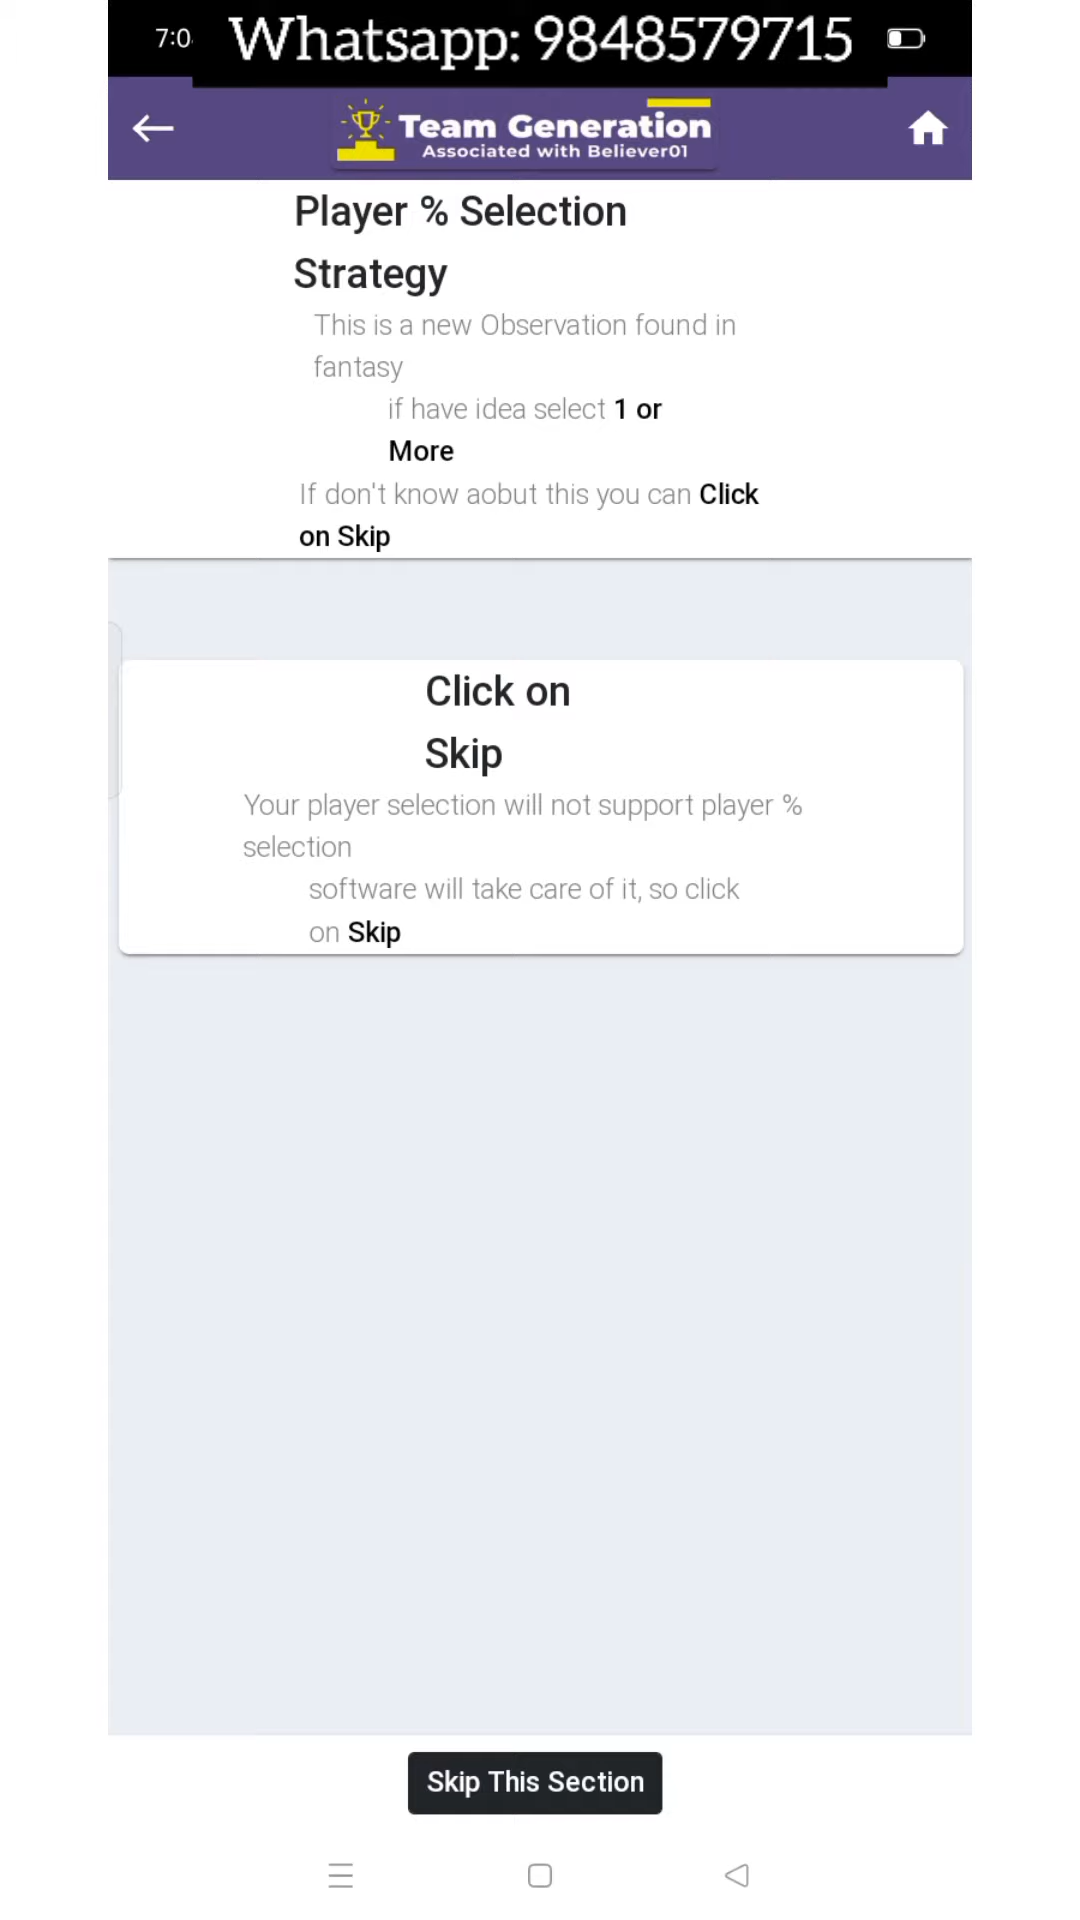 7:0
Whatsapp: 9848579715
Team Generation
Associated with Believer01
Player % Selection
Strategy
This is a new Observation found in
fantasy
if have idea select 1 or
More
If don't know aobut this you can Click
on Skip
Click on
Skip
Your player selection will not support player %
selection
software will take care of it, so click
on Skip
Skip This Section